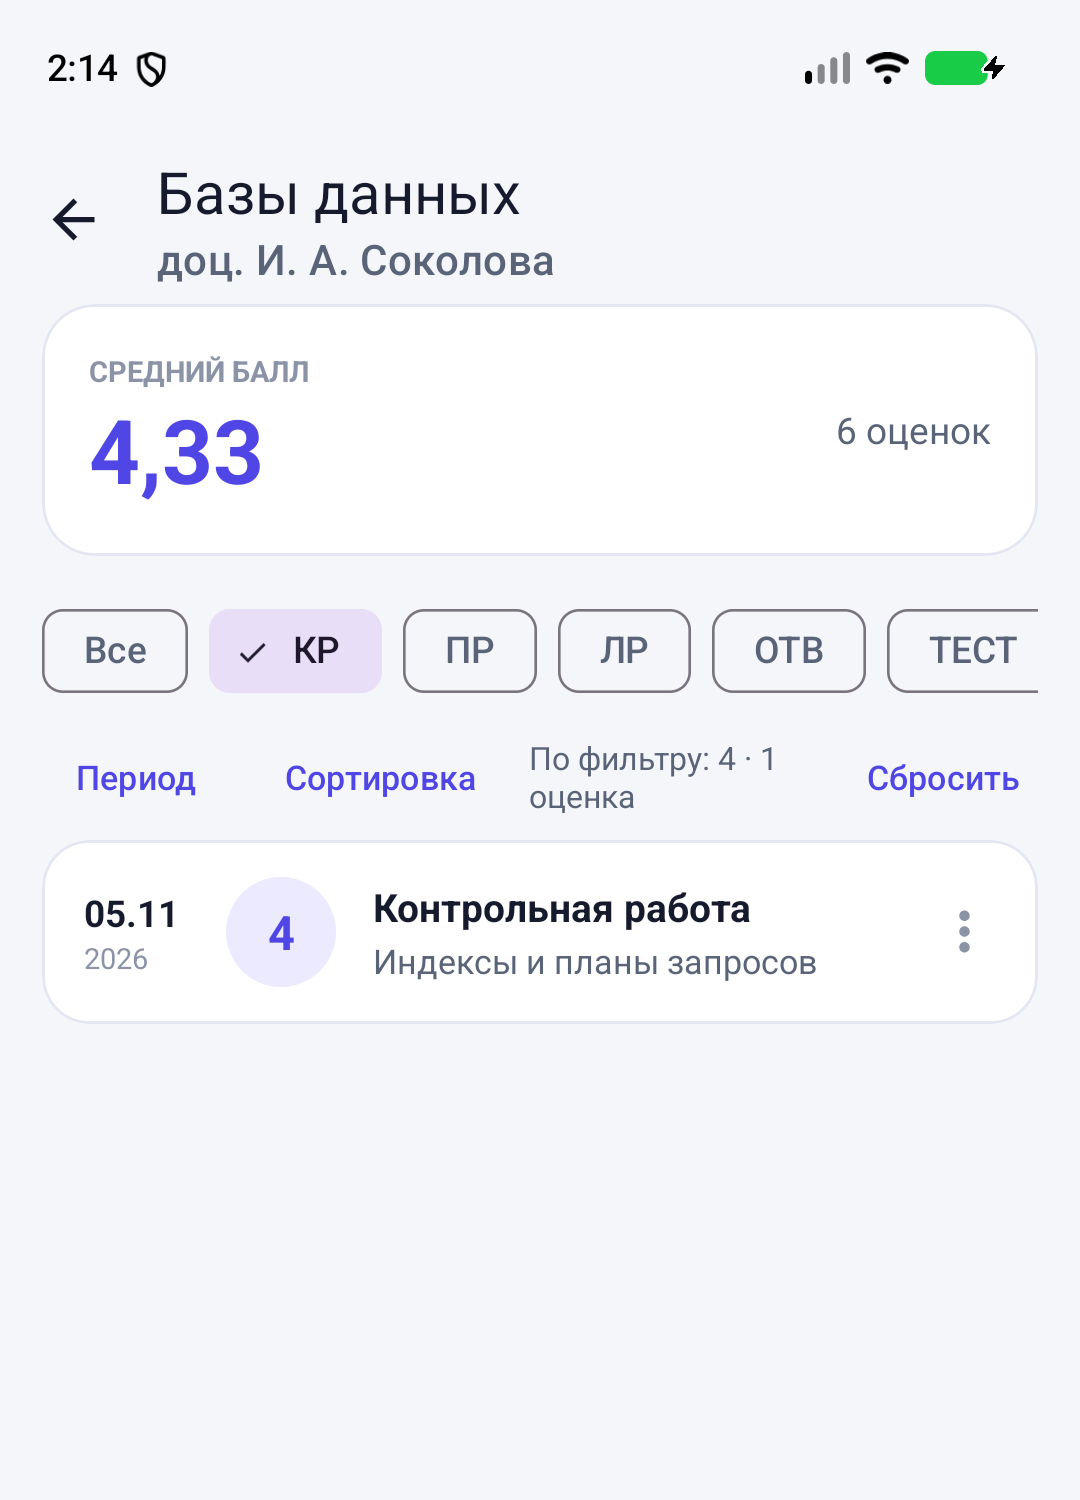 2:14
Базы данных
доц. И. А. Соколова
СРЕДНИЙ БАЛЛ
4,33
6 оценок
Все КР ПР ЛР ОТВ ТЕСТ
Период Сортировка По фильтру: 4 · 1 оценка Сбросить
05.11
2026
4
Контрольная работа
Индексы и планы запросов